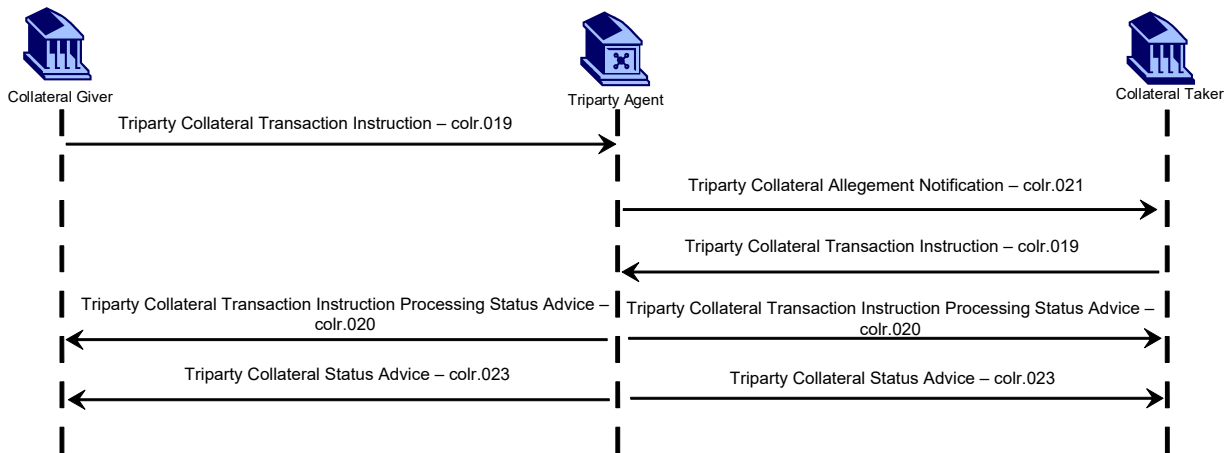 Collateral Giver
Triparty Agent
Collateral Taker
Triparty Collateral Transaction Instruction – colr.019
Triparty Collateral Allegement Notification – colr.021
Triparty Collateral Transaction Instruction – colr.019
Triparty Collateral Transaction Instruction Processing Status Advice –
colr.020
Triparty Collateral Transaction Instruction Processing Status Advice –
colr.020
Triparty Collateral Status Advice – colr.023
Triparty Collateral Status Advice – colr.023